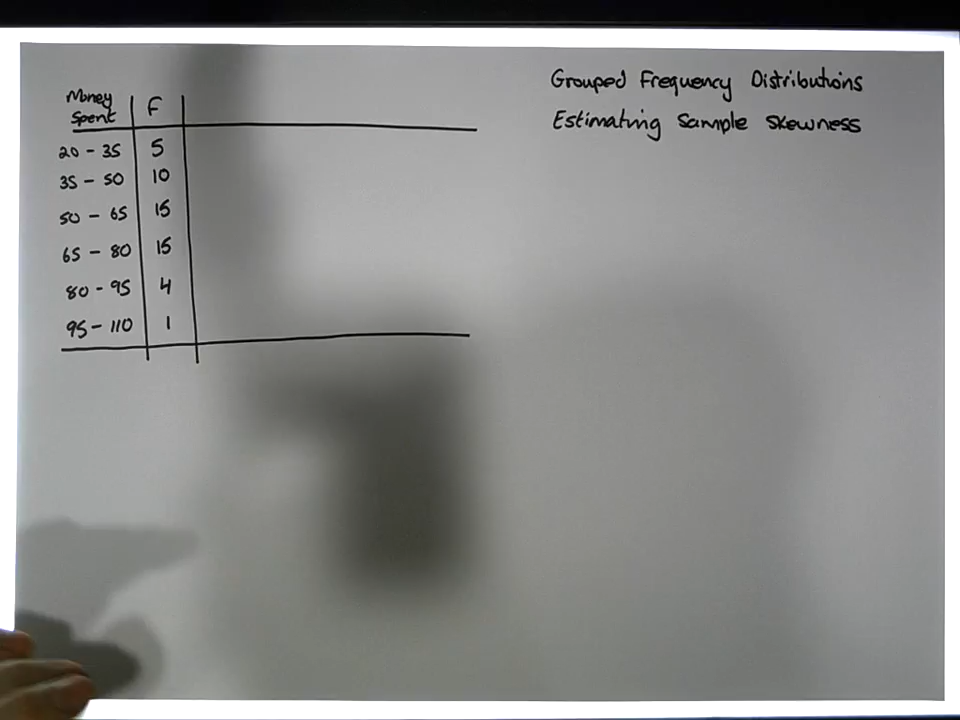 Grouped Frequency Distributions
Estimating Sample Skewness
Money Spent F
20 - 35 5
35 - 50 10
50 - 65 15
65 - 80 15
80 - 95 4
95 - 110 1